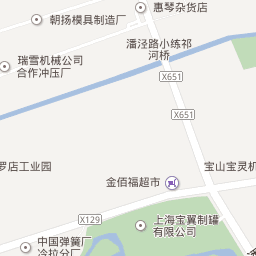 惠琴杂货店
朝扬模具制造厂
潘泾路小练祁
河桥
瑞雪机械公司
合作冲压厂
X651
X651
罗店工业园
宝山宝灵机
金佰福超市
X129
上海宝翼制罐
有限公司
中国弹簧厂
冷拉分厂